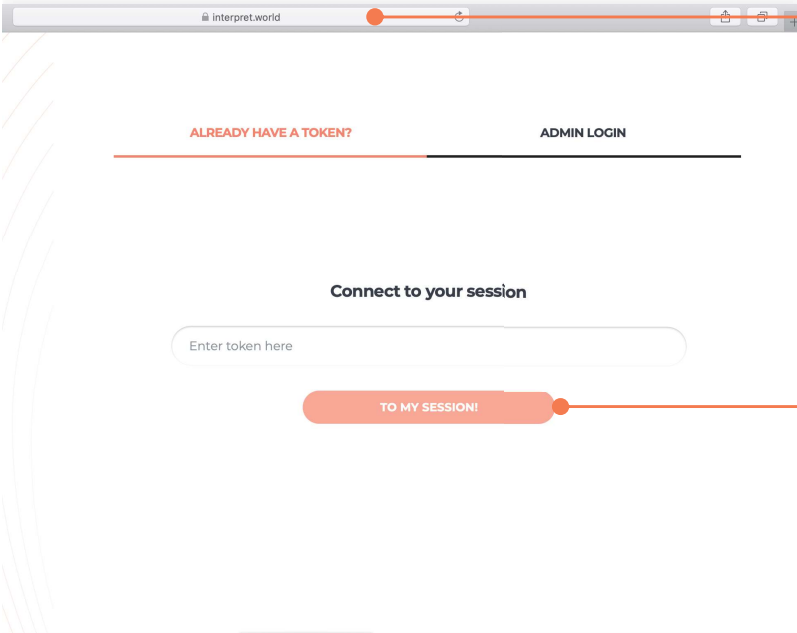 interpret.world
ALREADY HAVE A TOKEN?
ADMIN LOGIN
Connect to your session
Enter token here
TO MY SESSION!